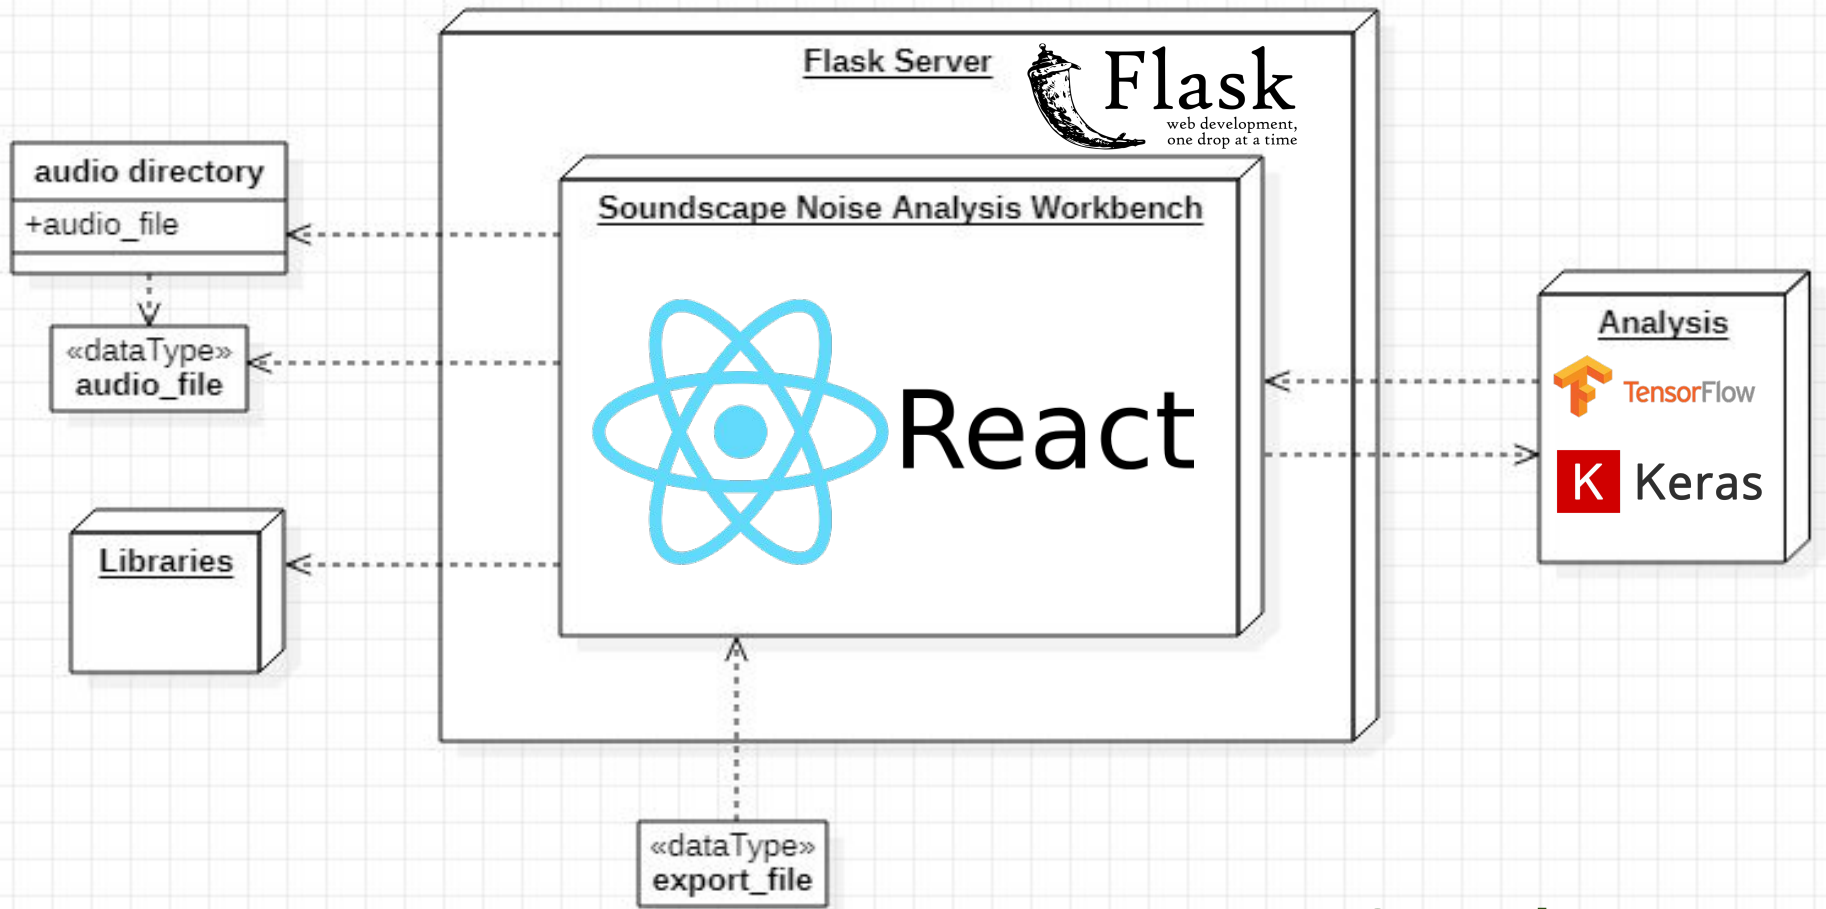 Flask Server
Flask
web development,
one drop at a time
audio directory
+audio_file
«dataType»
audio_file
Libraries
Soundscape Noise Analysis Workbench
React
Analysis
TensorFlow
K Keras
«dataType»
export_file